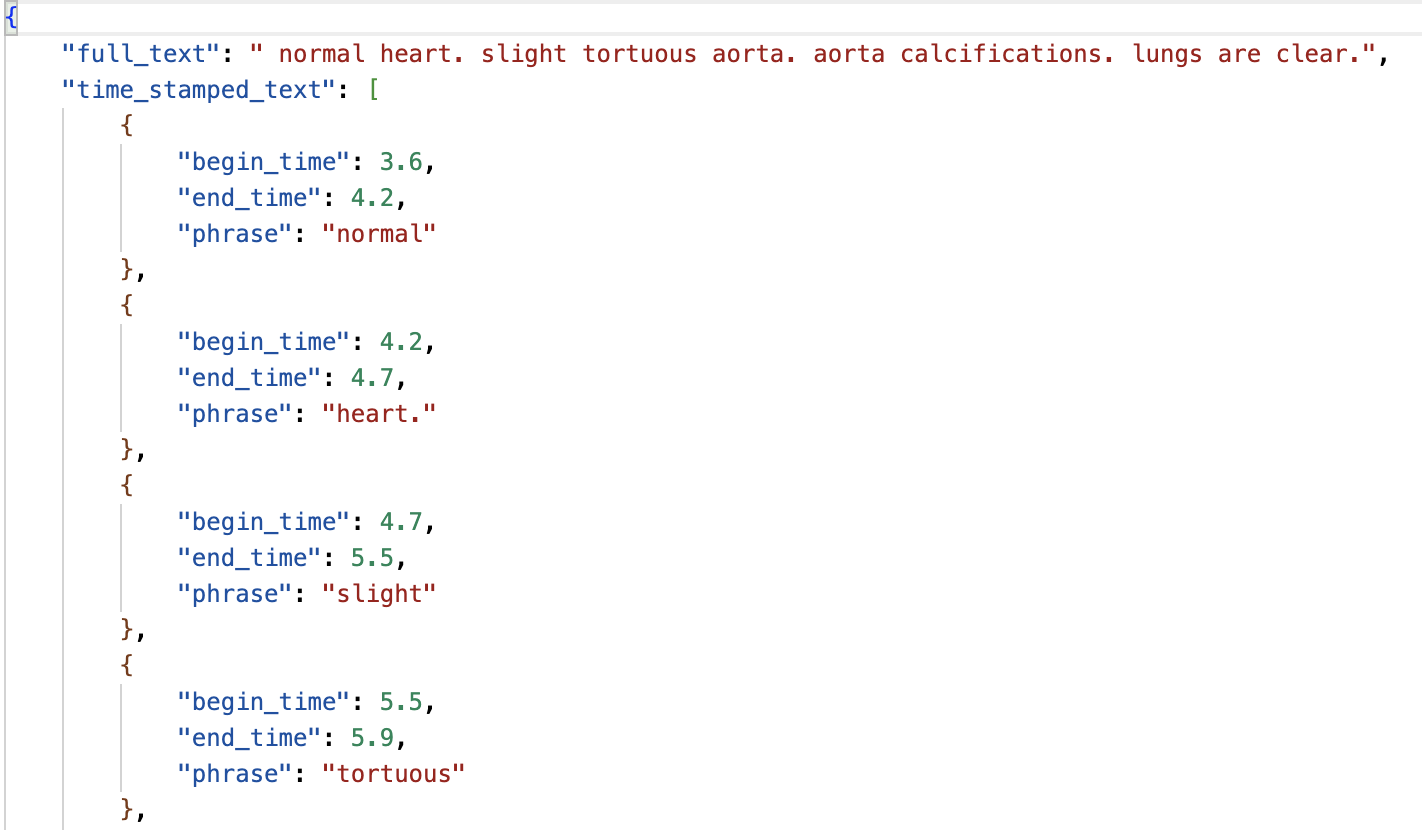 {
    "full_text": " normal heart. slight tortuous aorta. aorta calcifications. lungs are clear.",
    "time_stamped_text": [
        {
            "begin_time": 3.6,
            "end_time": 4.2,
            "phrase": "normal"
        },
        {
            "begin_time": 4.2,
            "end_time": 4.7,
            "phrase": "heart."
        },
        {
            "begin_time": 4.7,
            "end_time": 5.5,
            "phrase": "slight"
        },
        {
            "begin_time": 5.5,
            "end_time": 5.9,
            "phrase": "tortuous"
        },